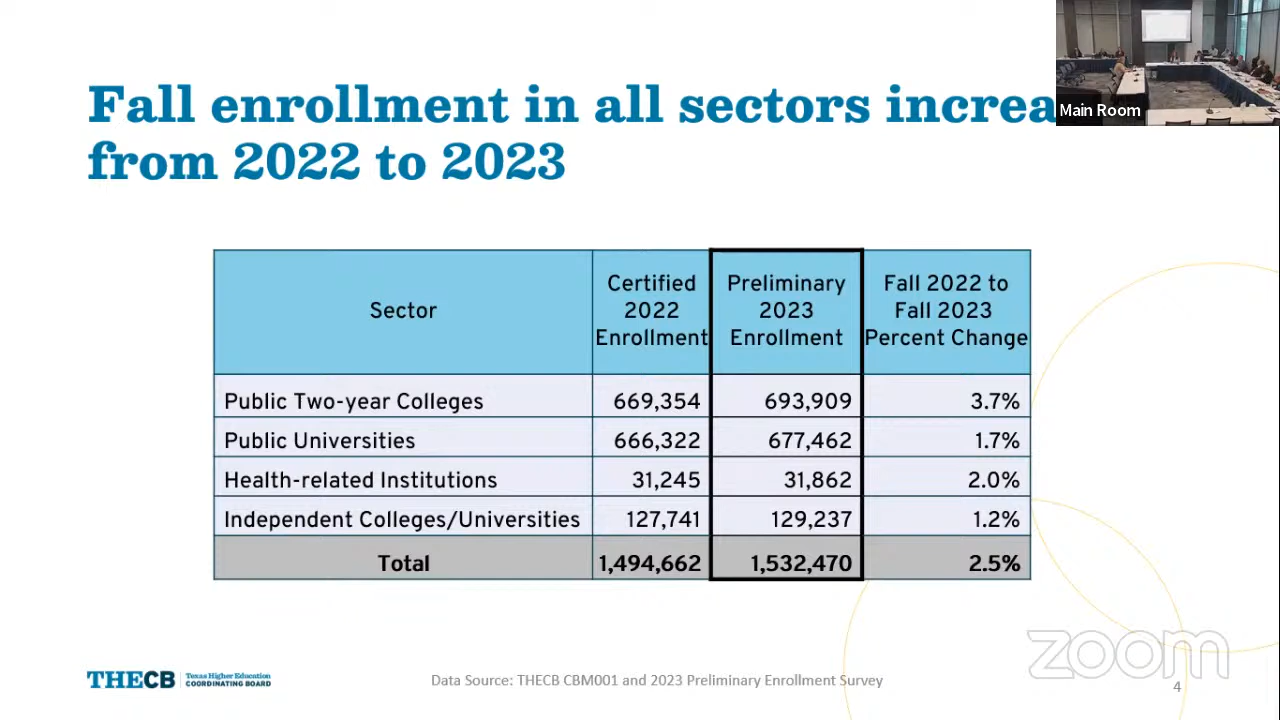 Fall enrollment in all sectors increa
from 2022 to 2023
Main Room
Sector
Certified
2022
Enrollment
Preliminary
2023
Enrollment
Fall 2022 to
Fall 2023
Percent Change
Public Two-year Colleges 669,354 693,909 3.7%
Public Universities 666,322 677,462 1.7%
Health-related Institutions 31,245 31,862 2.0%
Independent Colleges/Universities 127,741 129,237 1.2%
Total 1,494,662 1,532,470 2.5%
zoom
THECB Texas Higher Education
COORDINATING BOARD
Data Source: THECB CBM001 and 2023 Preliminary Enrollment Survey
4